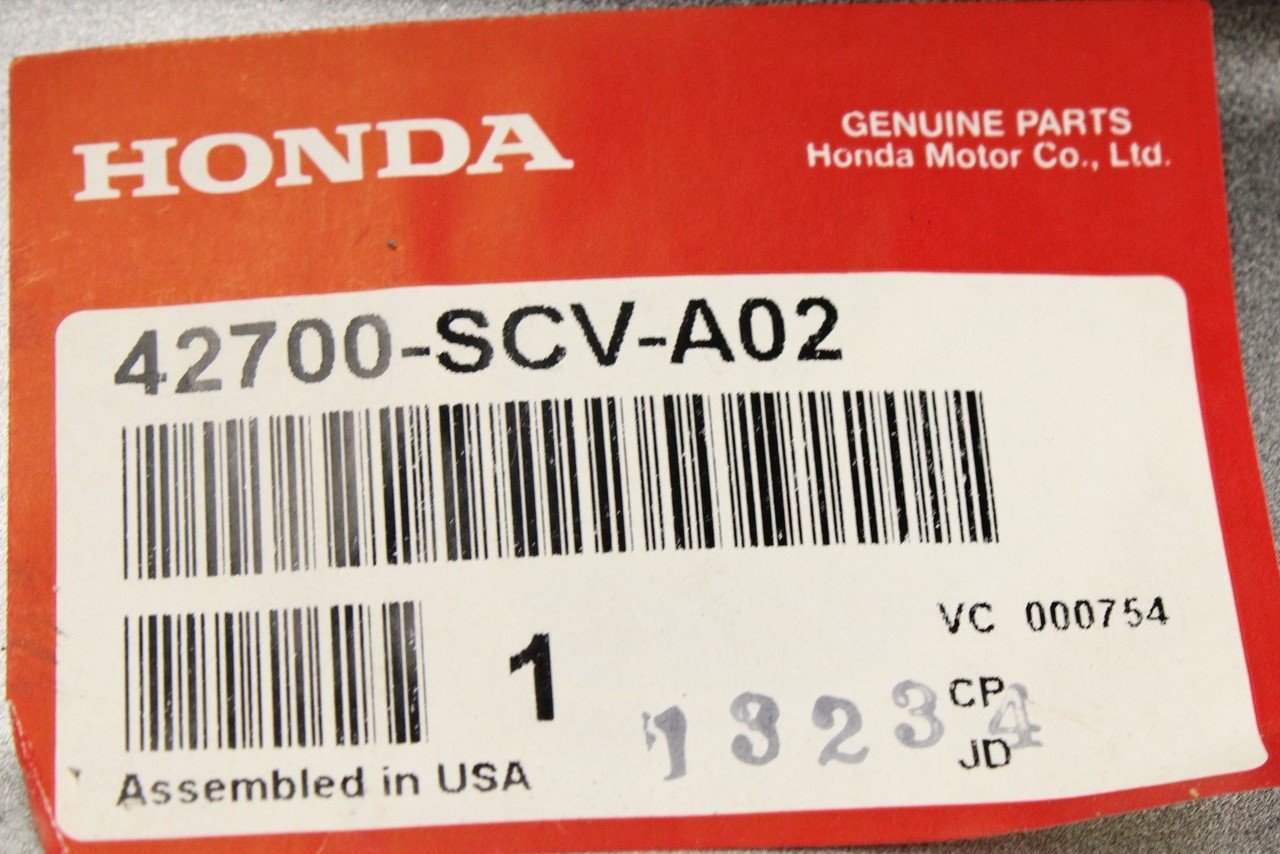 HONDA
GENUINE PARTS
Honda Motor Co., Ltd.
42700-SCV-A02
1
VC 000754
CP
13234
JD
Assembled in USA